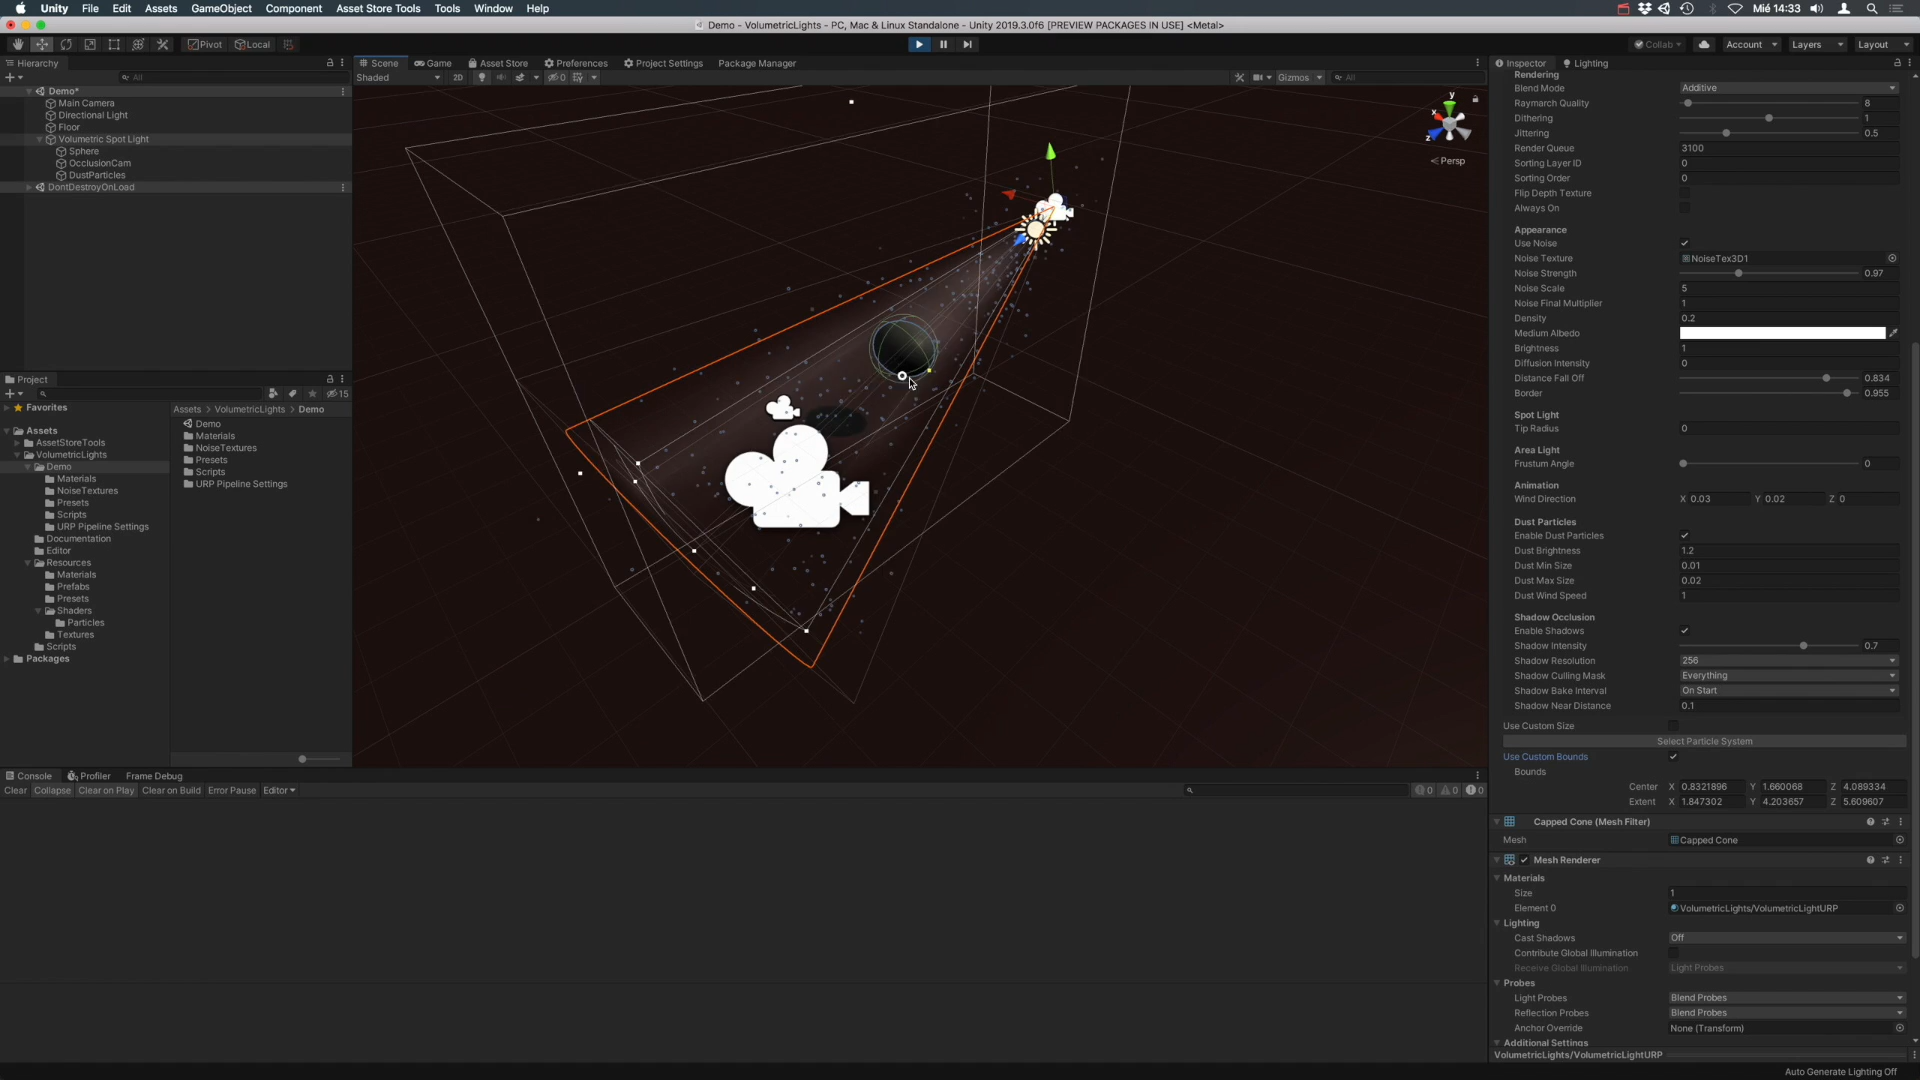 Unity File Edit Assets GameObject Component Asset Store Tools Tools Window Help Mié 14:33
Demo - VolumetricLights - PC, Mac & Linux Standalone - Unity 2019.3.0f6 [PREVIEW PACKAGES IN USE] <Metal>
Pivot Local Collab Account Layers Layout
Hierarchy
All
Demo*
Main Camera
Directional Light
Floor
Volumetric Spot Light
Sphere
OcclusionCam
DustParticles
DontDestroyOnLoad
Project
15
Favorites
Assets
AssetStoreTools
VolumetricLights
Demo
Materials
NoiseTextures
Presets
Scripts
URP Pipeline Settings
Documentation
Editor
Resources
Materials
Prefabs
Presets
Shaders
Particles
Textures
Scripts
Packages
Assets > VolumetricLights > Demo
Demo
Materials
NoiseTextures
Presets
Scripts
URP Pipeline Settings
Scene Game Asset Store Preferences Project Settings Package Manager
Shaded 2D 0 Gizmos All
y
x
z
< Persp
Console Profiler Frame Debug
Clear Collapse Clear on Play Clear on Build Error Pause Editor 0 0 0
Inspector Lighting
Rendering
Blend Mode Additive
Raymarch Quality 8
Dithering 1
Jittering 0.5
Render Queue 3100
Sorting Layer ID 0
Sorting Order 0
Flip Depth Texture
Always On
Appearance
Use Noise
Noise Texture NoiseTex3D1
Noise Strength 0.97
Noise Scale 5
Noise Final Multiplier 1
Density 0.2
Medium Albedo
Brightness 1
Diffusion Intensity 0
Distance Fall Off 0.834
Border 0.955
Spot Light
Tip Radius 0
Area Light
Frustum Angle 0
Animation
Wind Direction X 0.03 Y 0.02 Z 0
Dust Particles
Enable Dust Particles
Dust Brightness 1.2
Dust Min Size 0.01
Dust Max Size 0.02
Dust Wind Speed 1
Shadow Occlusion
Enable Shadows
Shadow Intensity 0.7
Shadow Resolution 256
Shadow Culling Mask Everything
Shadow Bake Interval On Start
Shadow Near Distance 0.1
Use Custom Size
Select Particle System
Use Custom Bounds
Bounds
Center X 0.8321896 Y 1.660068 Z 4.089334
Extent X 1.847302 Y 4.203657 Z 5.609607
Capped Cone (Mesh Filter)
Mesh Capped Cone
Mesh Renderer
Materials
Size 1
Element 0 VolumetricLights/VolumetricLightURP
Lighting
Cast Shadows Off
Contribute Global Illumination
Receive Global Illumination Light Probes
Probes
Light Probes Blend Probes
Reflection Probes Blend Probes
Anchor Override None (Transform)
Additional Settings
VolumetricLights/VolumetricLightURP
Auto Generate Lighting Off